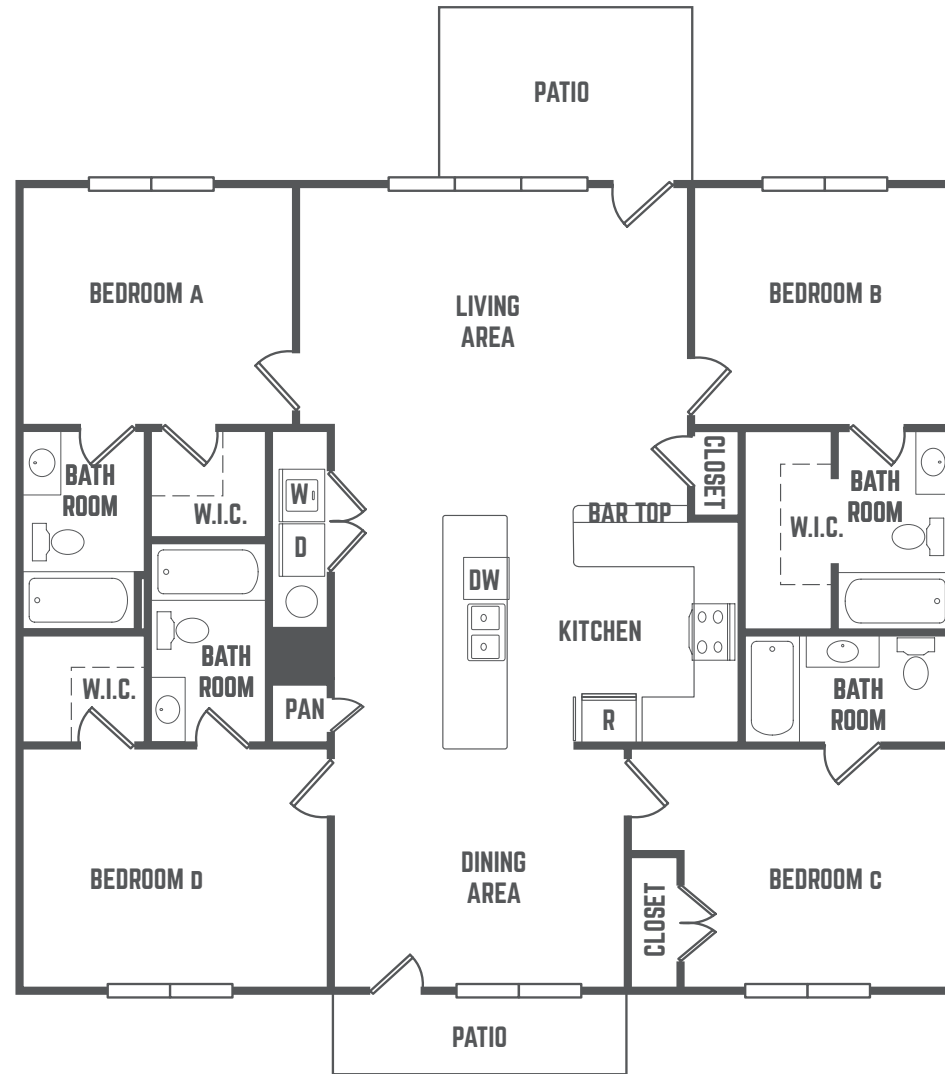 PATIO
BEDROOM A
LIVING
AREA
BEDROOM B
BATH
ROOM
W.I.C.
W
D
CLOSET
BAR TOP
W.I.C.
BATH
ROOM
DW
KITCHEN
W.I.C.
BATH
ROOM
PAN
R
BATH
ROOM
BEDROOM D
DINING
AREA
CLOSET
BEDROOM C
PATIO